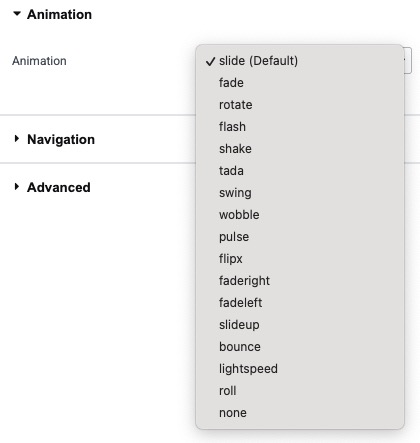 Animation
Animation
slide (Default)
fade
rotate
flash
shake
tada
swing
wobble
pulse
flipx
faderight
fadeleft
slideup
bounce
lightspeed
roll
none
Navigation
Advanced